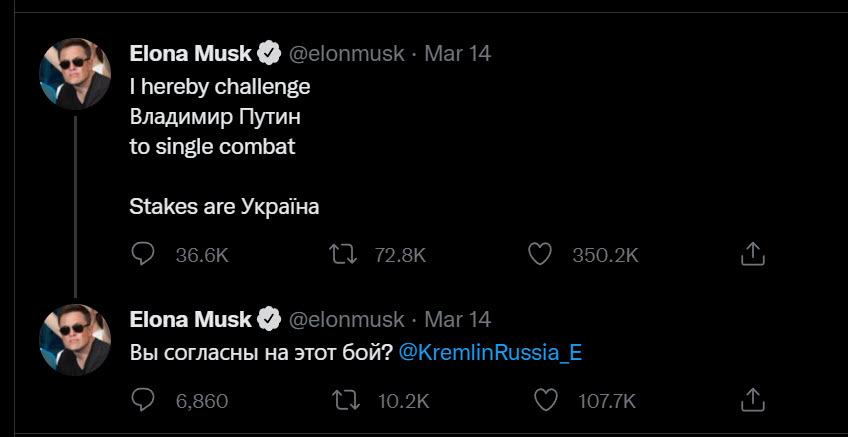 Elona Musk @elonmusk · Mar 14
I hereby challenge
Владимир Путин
to single combat
Stakes are Україна
36.6K 72.8K 350.2K
Elona Musk @elonmusk · Mar 14
Вы согласны на этот бой? @KremlinRussia_E
6,860 10.2K 107.7K